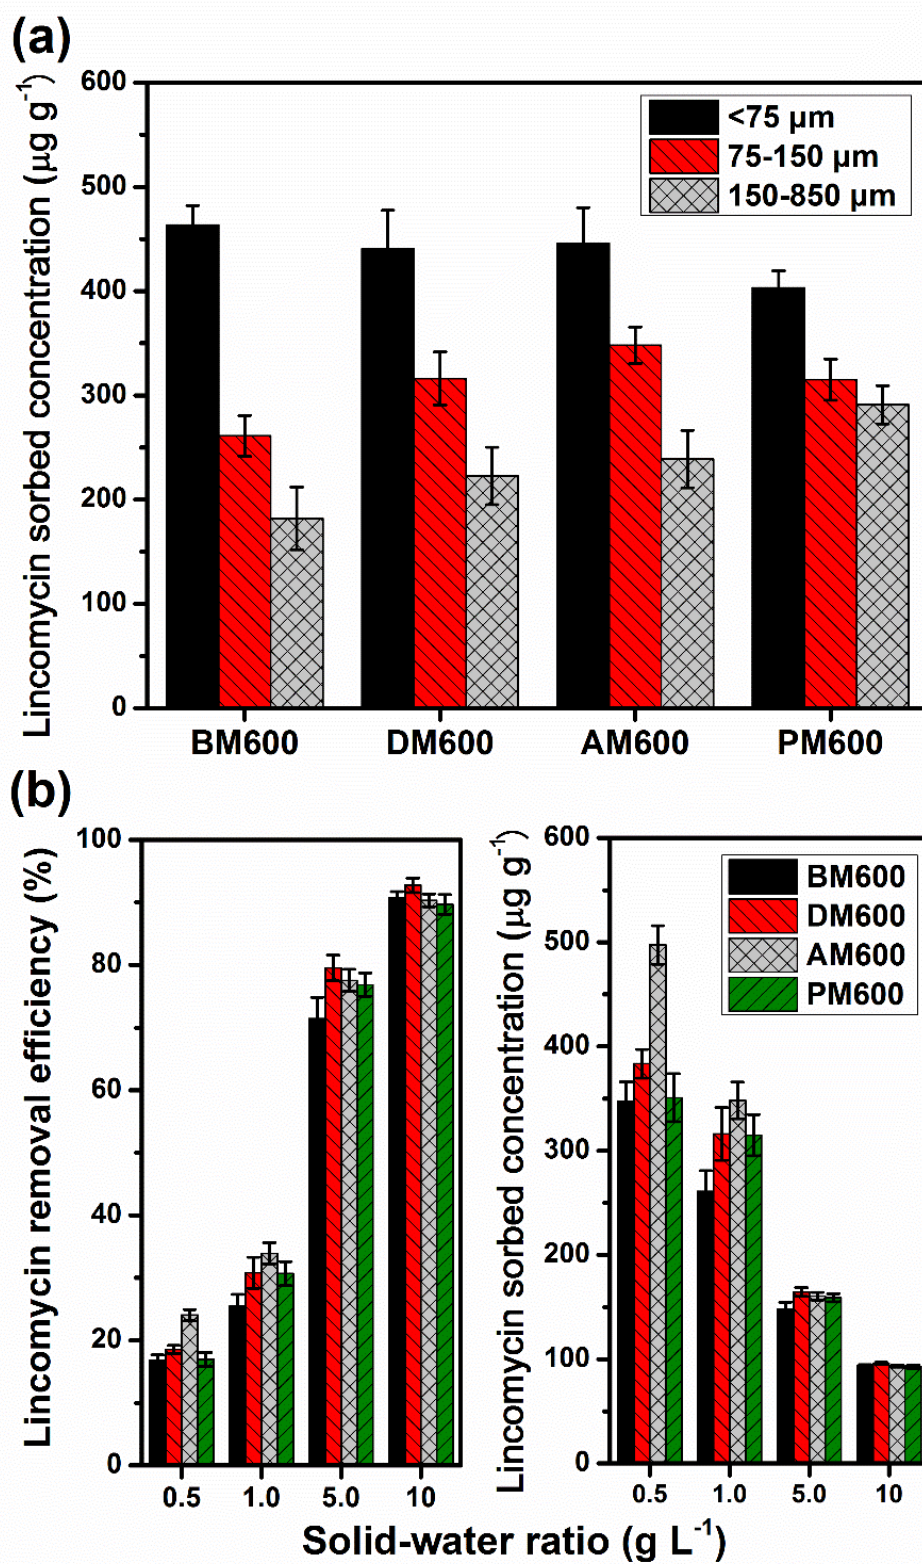 (a)
Lincomycin sorbed concentration (µg g⁻¹)
600
500
400
300
200
100
0
<75 µm
75-150 µm
150-850 µm
BM600 DM600 AM600 PM600
(b)
Lincomycin removal efficiency (%)
100
80
60
40
20
0
0.5 1.0 5.0 10
Lincomycin sorbed concentration (µg g⁻¹)
600
500
400
300
200
100
0
BM600
DM600
AM600
PM600
0.5 1.0 5.0 10
Solid-water ratio (g L⁻¹)